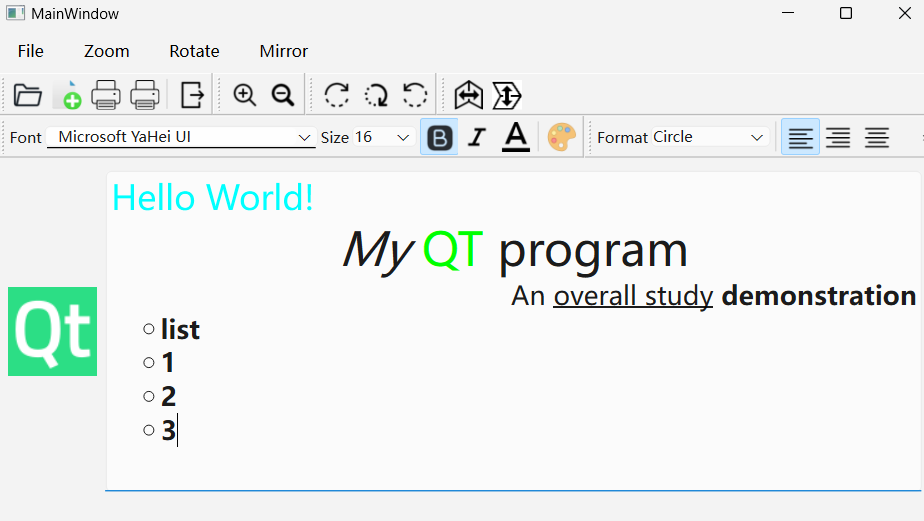 MainWindow
File Zoom Rotate Mirror
Font Microsoft YaHei UI Size 16 B I A Format Circle
Hello World!
My QT program
An overall study demonstration
Qt
list
1
2
3